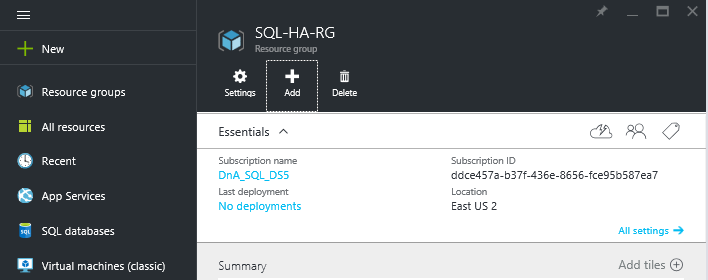 New
Resource groups
All resources
Recent
App Services
SQL databases
SQL
Virtual machines (classic)
SQL-HA-RG
Resource group
Settings
Add
Delete
Essentials
Subscription name
DnA_SQL_DS5
Subscription ID
ddce457a-b37f-436e-8656-fce95b587ea7
Last deployment
No deployments
Location
East US 2
All settings
Summary
Add tiles